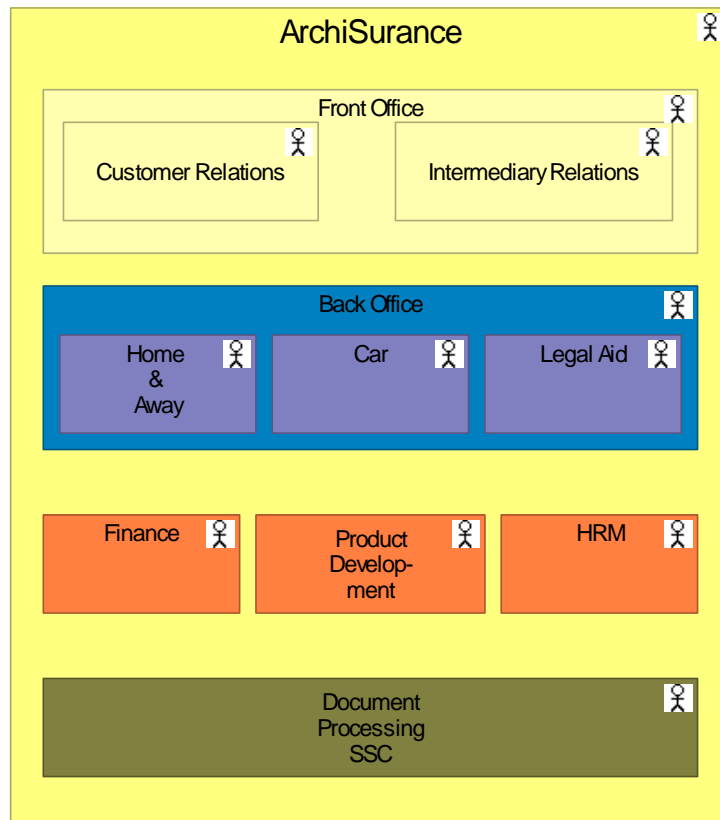 ArchiSurance
Front Office
Customer Relations
Intermediary Relations
Back Office
Home
&
Away
Car
Legal Aid
Finance
Product
Develop-
ment
HRM
Document
Processing
SSC